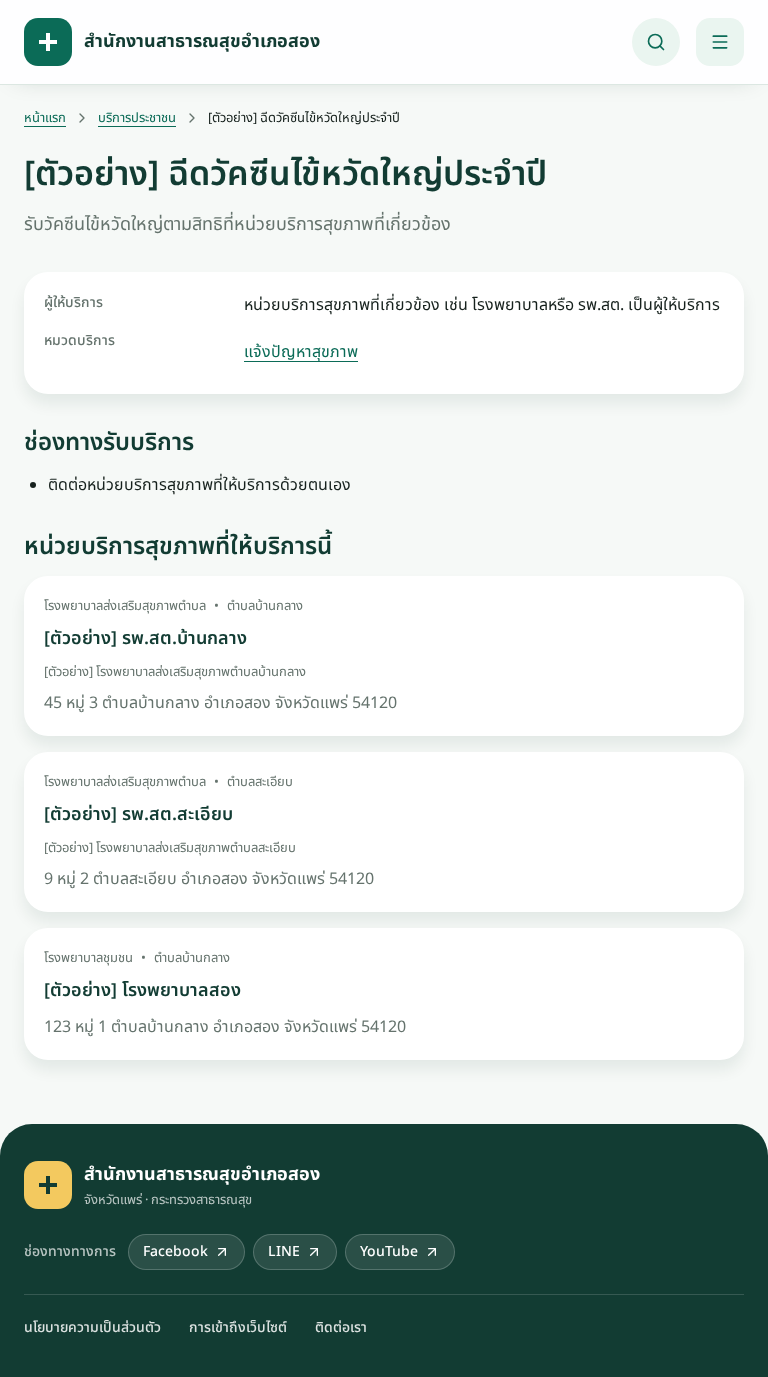 สำนักงานสาธารณสุขอำเภอสอง
หน้าแรก
บริการประชาชน
[ตัวอย่าง] ฉีดวัคซีนไข้หวัดใหญ่ประจำปี
[ตัวอย่าง] ฉีดวัคซีนไข้หวัดใหญ่ประจำปี
รับวัคซีนไข้หวัดใหญ่ตามสิทธิที่หน่วยบริการสุขภาพที่เกี่ยวข้อง
ผู้ให้บริการ
หน่วยบริการสุขภาพที่เกี่ยวข้อง เช่น โรงพยาบาลหรือ รพ.สต. เป็นผู้ให้บริการ
หมวดบริการ
แจ้งปัญหาสุขภาพ
ช่องทางรับบริการ
• ติดต่อหน่วยบริการสุขภาพที่ให้บริการด้วยตนเอง
หน่วยบริการสุขภาพที่ให้บริการนี้
โรงพยาบาลส่งเสริมสุขภาพตำบล • ตำบลบ้านกลาง
[ตัวอย่าง] รพ.สต.บ้านกลาง
[ตัวอย่าง] โรงพยาบาลส่งเสริมสุขภาพตำบลบ้านกลาง
45 หมู่ 3 ตำบลบ้านกลาง อำเภอสอง จังหวัดแพร่ 54120
โรงพยาบาลส่งเสริมสุขภาพตำบล • ตำบลสะเอียบ
[ตัวอย่าง] รพ.สต.สะเอียบ
[ตัวอย่าง] โรงพยาบาลส่งเสริมสุขภาพตำบลสะเอียบ
9 หมู่ 2 ตำบลสะเอียบ อำเภอสอง จังหวัดแพร่ 54120
โรงพยาบาลชุมชน • ตำบลบ้านกลาง
[ตัวอย่าง] โรงพยาบาลสอง
123 หมู่ 1 ตำบลบ้านกลาง อำเภอสอง จังหวัดแพร่ 54120
สำนักงานสาธารณสุขอำเภอสอง
จังหวัดแพร่ · กระทรวงสาธารณสุข
ช่องทางทางการ
Facebook
LINE
YouTube
นโยบายความเป็นส่วนตัว
การเข้าถึงเว็บไซต์
ติดต่อเรา